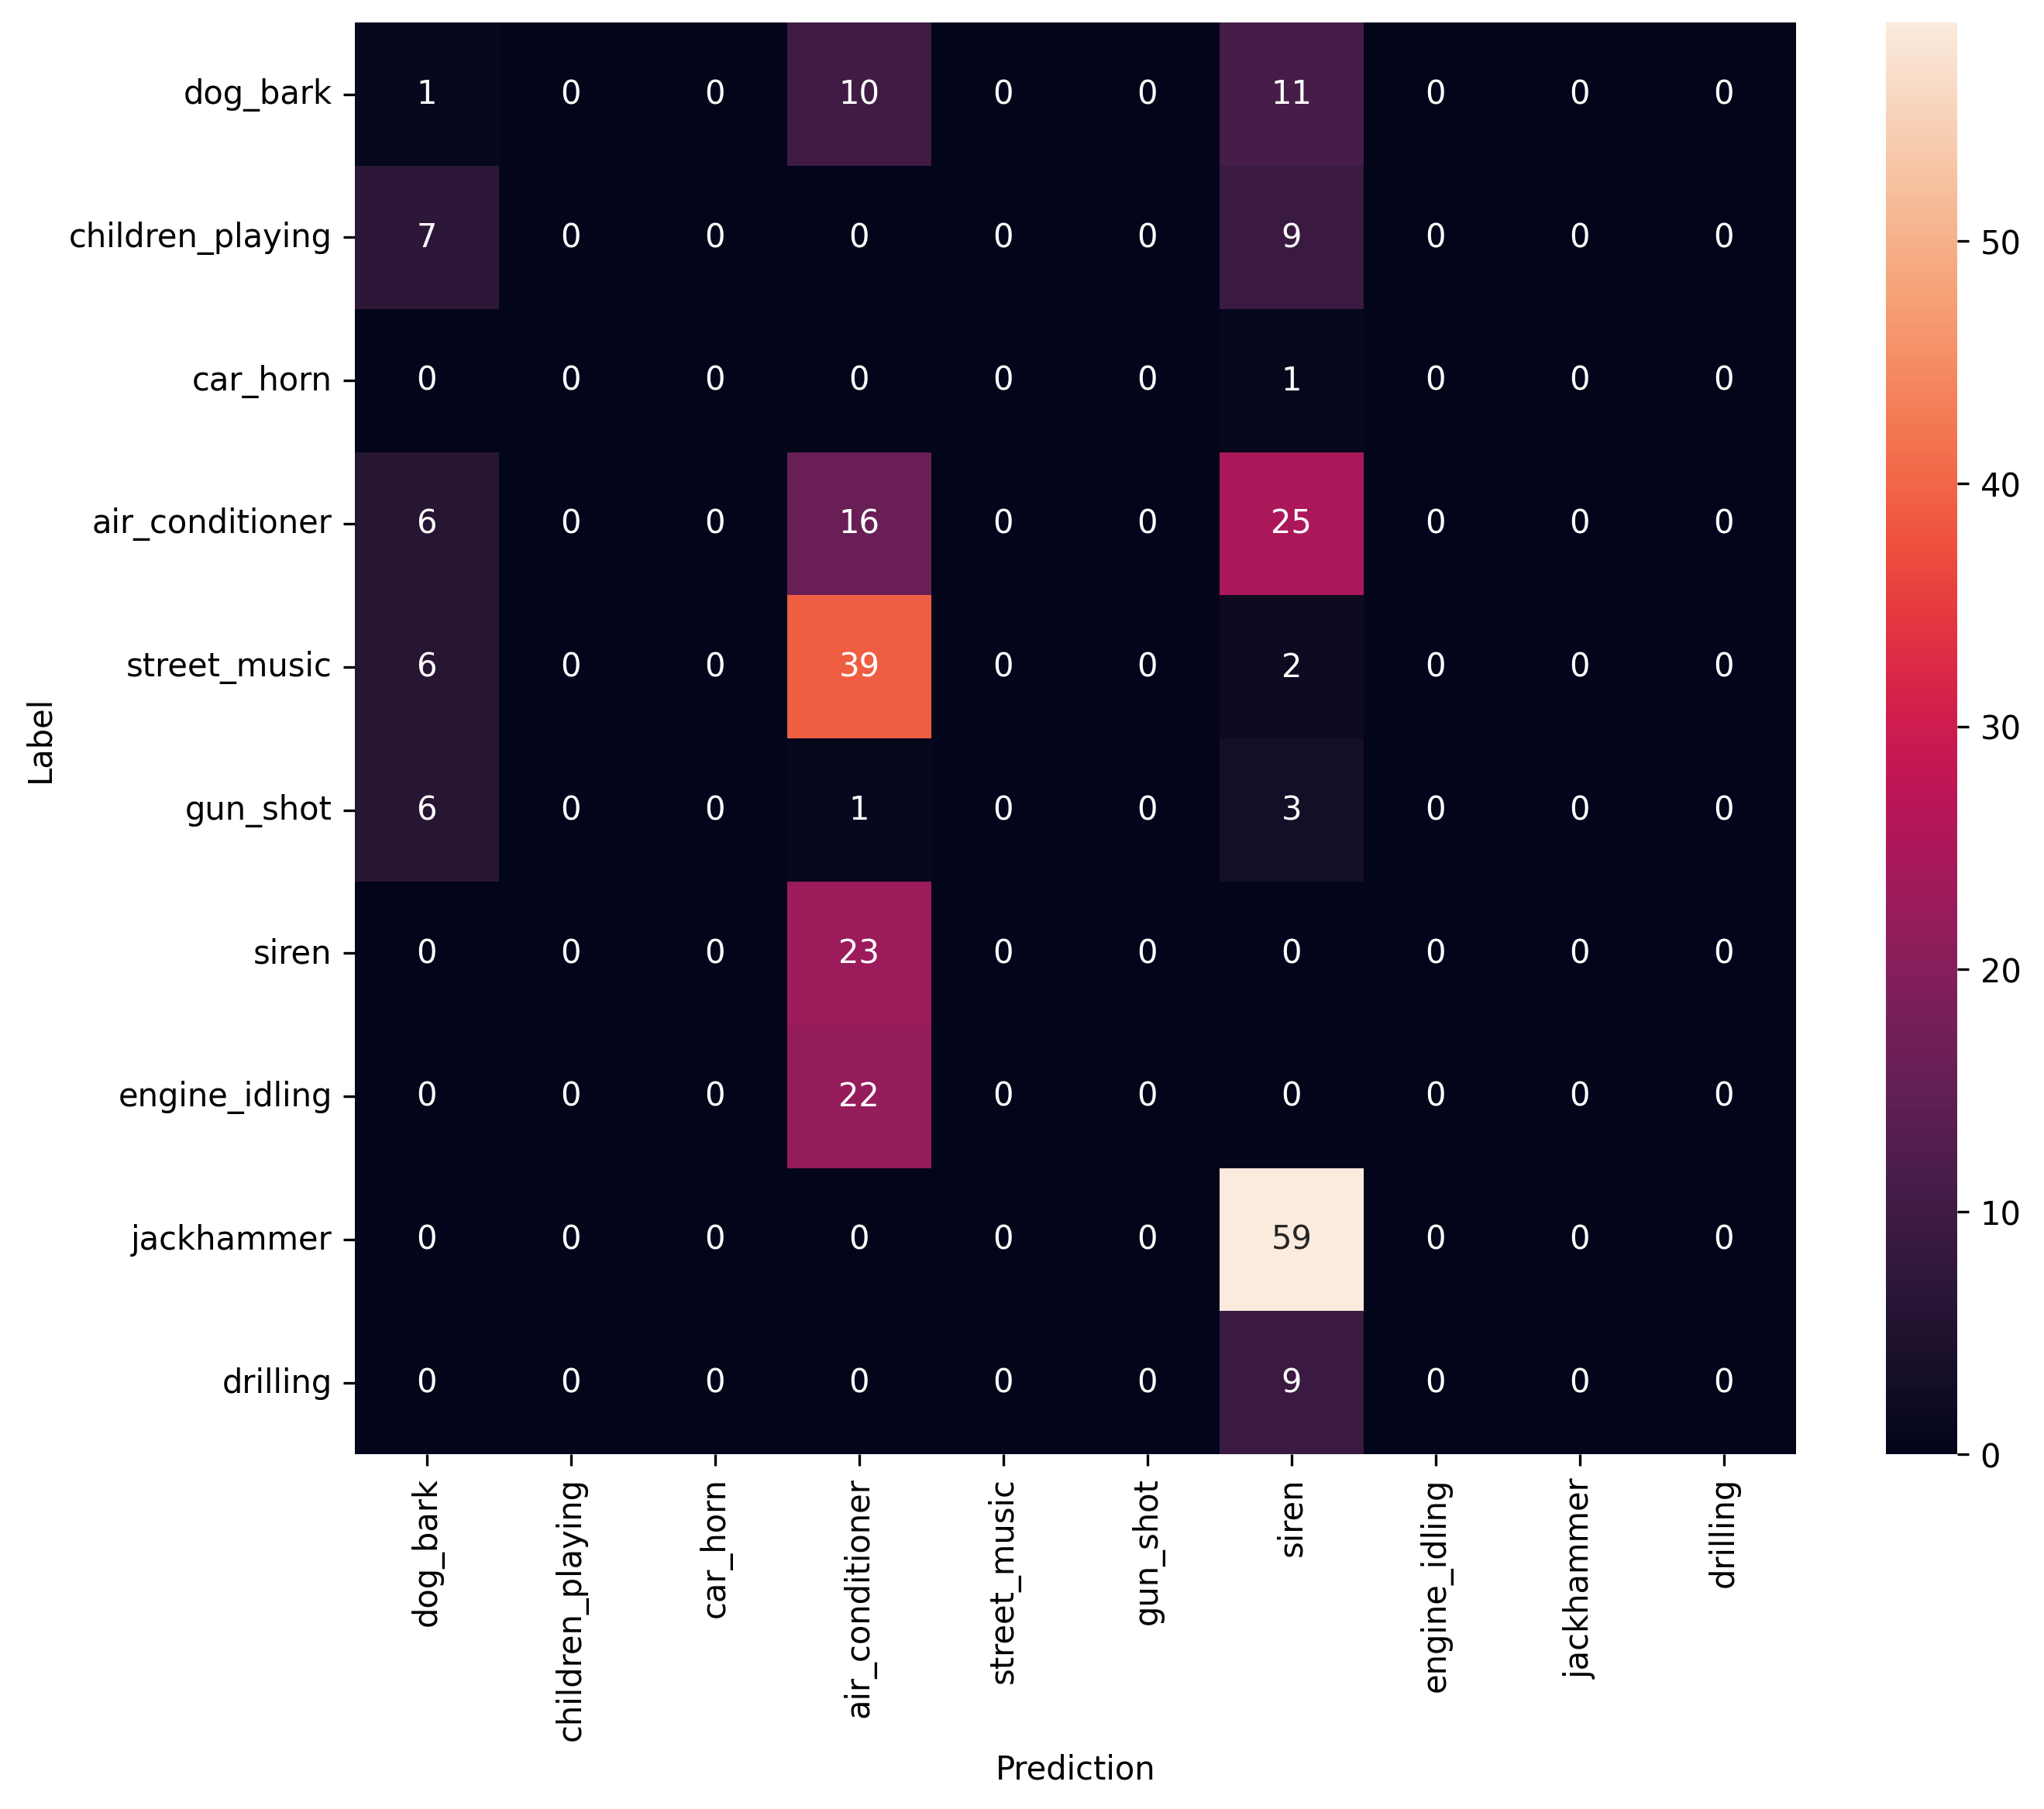 dog_bark 1 0 0 10 0 0 11 0 0 0
children_playing 7 0 0 0 0 0 9 0 0 0
car_horn 0 0 0 0 0 0 1 0 0 0
air_conditioner 6 0 0 16 0 0 25 0 0 0
street_music 6 0 0 39 0 0 2 0 0 0
gun_shot 6 0 0 1 0 0 3 0 0 0
siren 0 0 0 23 0 0 0 0 0 0
engine_idling 0 0 0 22 0 0 0 0 0 0
jackhammer 0 0 0 0 0 0 59 0 0 0
drilling 0 0 0 0 0 0 9 0 0 0
Label
dog_bark
children_playing
car_horn
air_conditioner
street_music
gun_shot
siren
engine_idling
jackhammer
drilling
Prediction
50
40
30
20
10
0